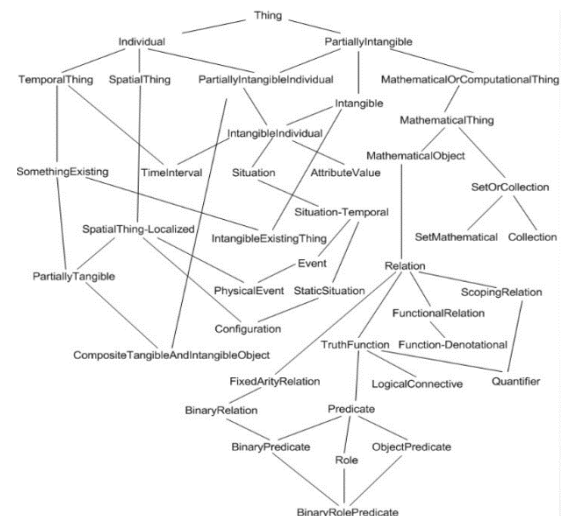 Thing
Individual
PartiallyIntangible
TemporalThing
SpatialThing
PartiallyIntangibleIndividual
MathematicalOrComputationalThing
Intangible
MathematicalThing
IntangibleIndividual
MathematicalObject
SomethingExisting
TimeInterval
Situation
AttributeValue
SetOrCollection
Situation-Temporal
SpatialThing-Localized
IntangibleExistingThing
SetMathematical
Collection
Event
Relation
PartiallyTangible
PhysicalEvent
StaticSituation
ScopingRelation
FunctionalRelation
Configuration
TruthFunction
Function-Denotational
CompositeTangibleAndIntangibleObject
FixedArityRelation
LogicalConnective
Quantifier
BinaryRelation
Predicate
BinaryPredicate
ObjectPredicate
Role
BinaryRolePredicate